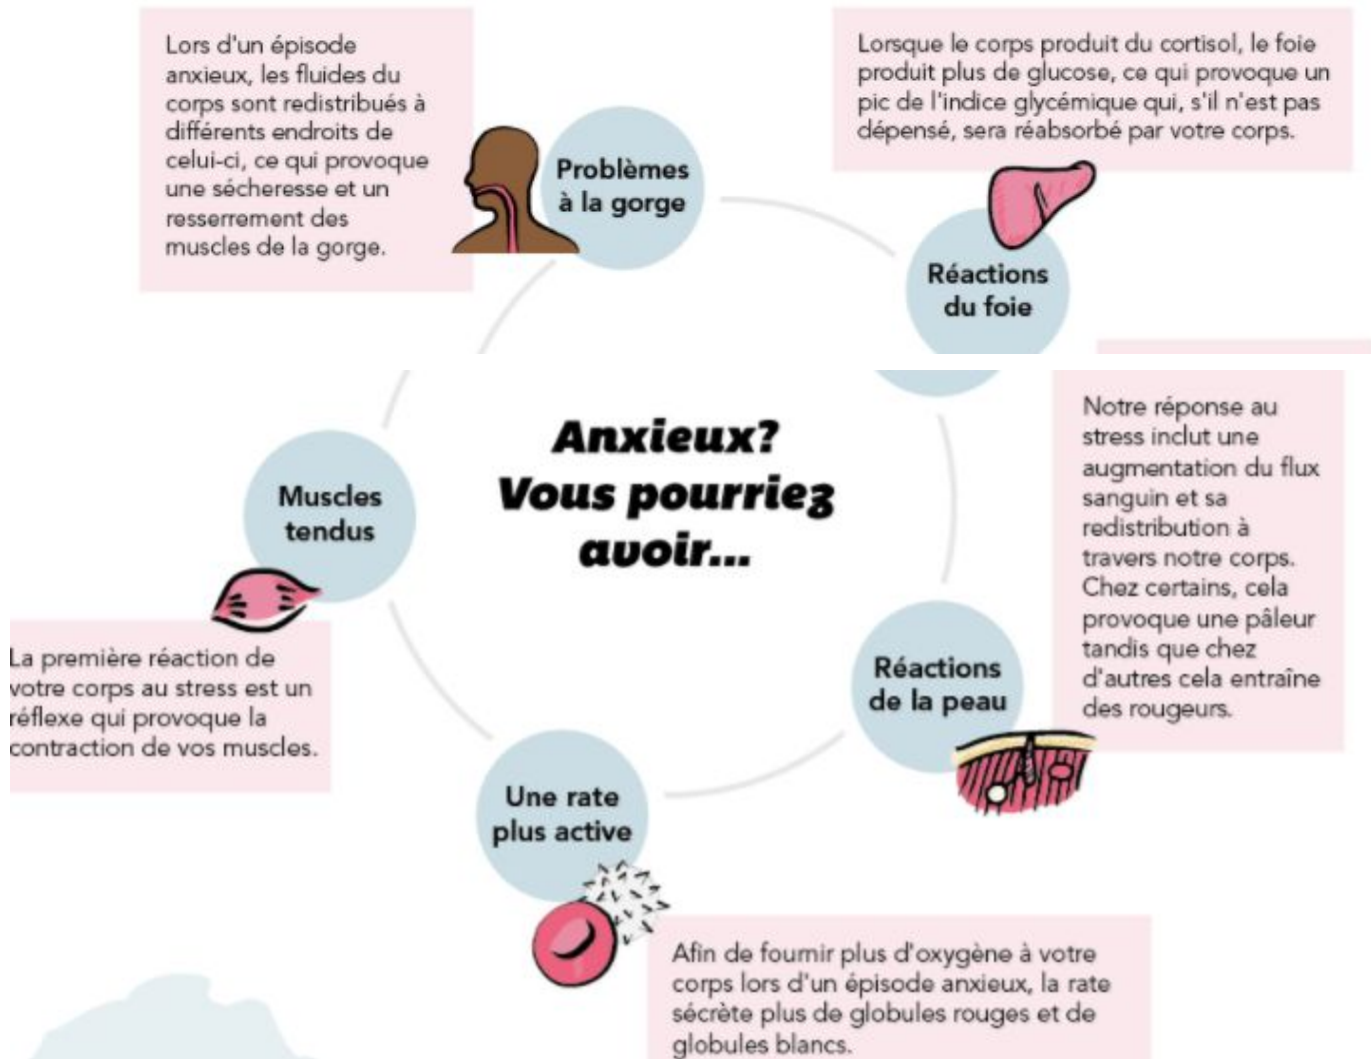 Lors d'un épisode
anxieux, les fluides du
corps sont redistribués à
différents endroits de
celui-ci, ce qui provoque
une sécheresse et un
resserrement des
muscles de la gorge.
Problèmes
à la gorge
Lorsque le corps produit du cortisol, le foie
produit plus de glucose, ce qui provoque un
pic de l'indice glycémique qui, s'il n'est pas
dépensé, sera réabsorbé par votre corps.
Réactions
du foie
Anxieux?
Vous pourriez
avoir...
Muscles
tendus
La première réaction de
votre corps au stress est un
réflexe qui provoque la
contraction de vos muscles.
Notre réponse au
stress inclut une
augmentation du flux
sanguin et sa
redistribution à
travers notre corps.
Chez certains, cela
provoque une pâleur
tandis que chez
d'autres cela entraîne
des rougeurs.
Réactions
de la peau
Une rate
plus active
Afin de fournir plus d'oxygène à votre
corps lors d'un épisode anxieux, la rate
sécrète plus de globules rouges et de
globules blancs.